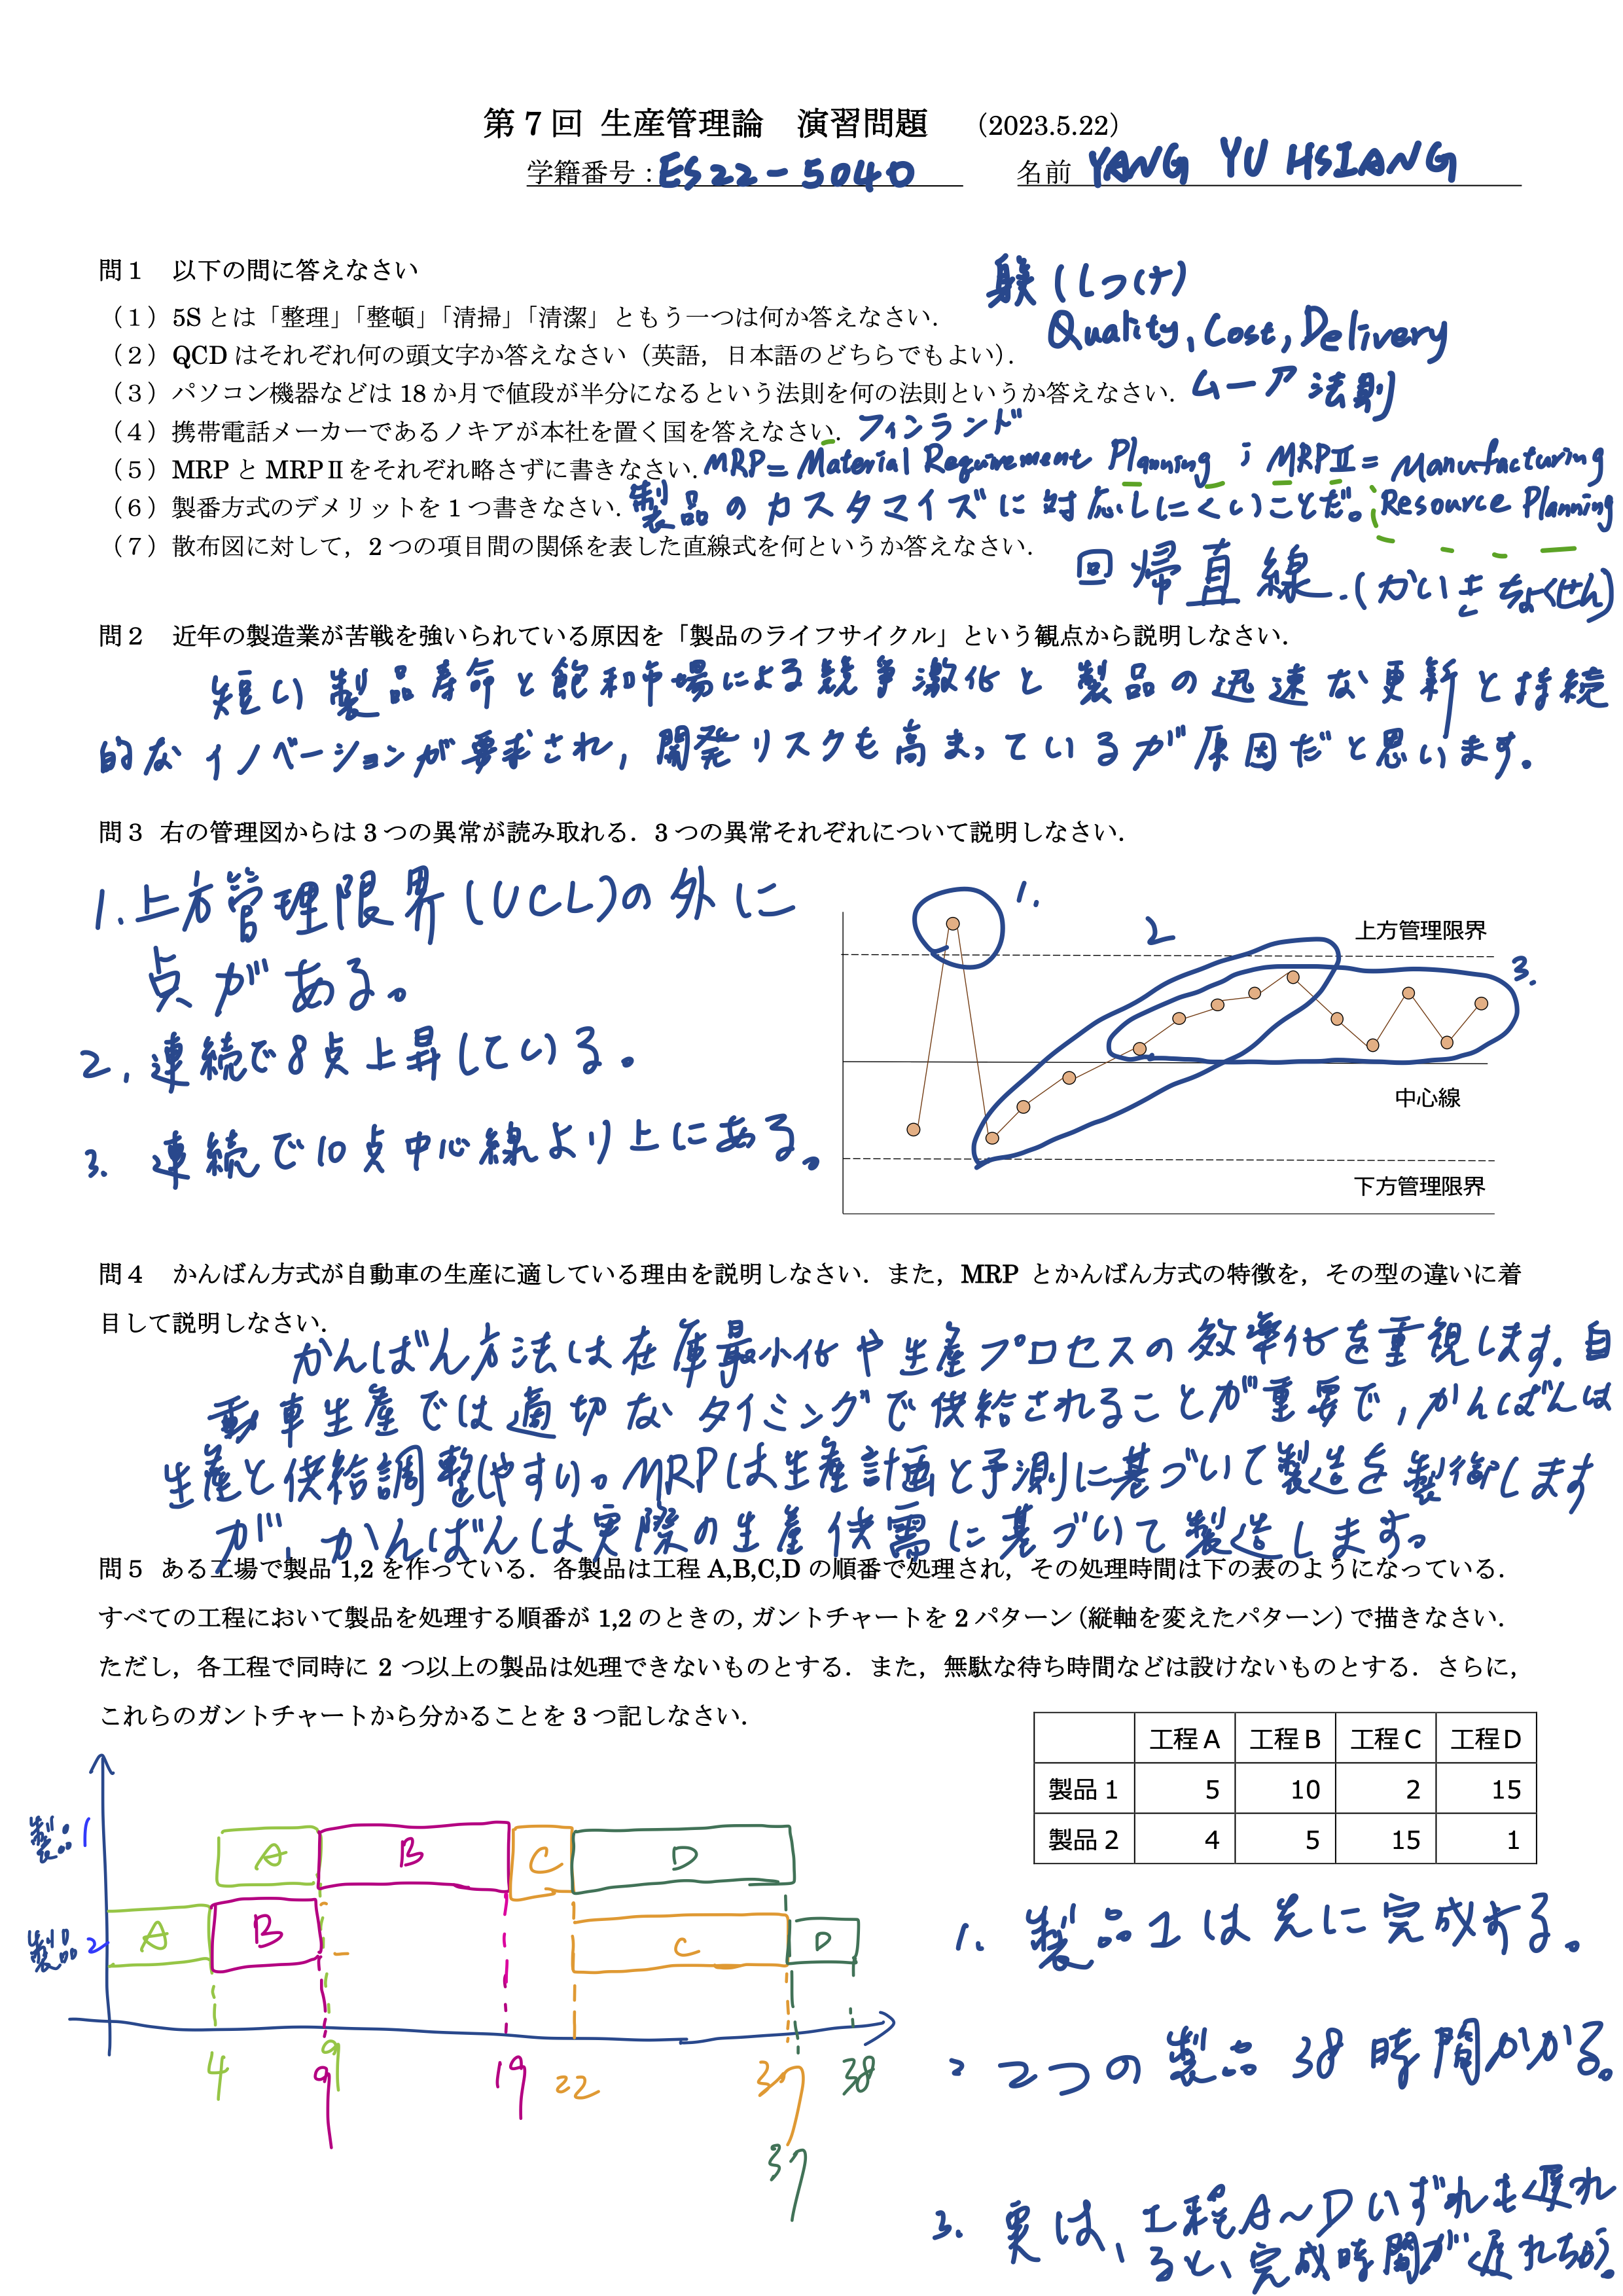 第 7 回 生産管理論 演習問題 （2023.5.22）
学籍番号：ES22-5040 名前 YANG YU HSIANG
問１ 以下の問に答えなさい
（１）5S とは「整理」「整頓」「清掃」「清潔」ともう一つは何か答えなさい． 躾（しつけ）
（２）QCD はそれぞれ何の頭文字か答えなさい（英語，日本語のどちらでもよい）． Quality, Cost, Delivery
（３）パソコン機器などは 18 か月で値段が半分になるという法則を何の法則というか答えなさい． ムーア法則
（４）携帯電話メーカーであるノキアが本社を置く国を答えなさい． フィンランド
（５）MRP と MRPⅡをそれぞれ略さずに書きなさい． MRP= Material Requirement Planning ; MRPⅡ= Manufacturing Resource Planning
（６）製番方式のデメリットを１つ書きなさい． 製品のカスタマイズに対応しにくいことだ。
（７）散布図に対して，2 つの項目間の関係を表した直線式を何というか答えなさい． 回帰直線.(かいきちょくせん)
問２ 近年の製造業が苦戦を強いられている原因を「製品のライフサイクル」という観点から説明しなさい．
短い製品寿命と飽和市場による競争激化と製品の迅速な更新と持続
的なイノベーションが要求され，開発リスクも高まっているが原因だと思います．
問３ 右の管理図からは 3 つの異常が読み取れる．3 つの異常それぞれについて説明しなさい．
1. 上方管理限界(UCL)の外に
点がある。
2. 連続で8点上昇している。
3. 連続で10点中心線より上にある。
1.
2
3.
上方管理限界
中心線
下方管理限界
問４ かんばん方式が自動車の生産に適している理由を説明しなさい．また，MRP とかんばん方式の特徴を，その型の違いに着
目して説明しなさい．
かんばん方法は在庫最小化や生産プロセスの効率化を重視します．自
動車生産では適切なタイミングで供給されることが重要で，かんばんは
生産と供給調整しやすい。MRPは生産計画と予測に基づいて製造を製御します
が、かんばんは実際の生産供需に基づいて製造します。
問５ ある工場で製品 1,2 を作っている．各製品は工程 A,B,C,D の順番で処理され，その処理時間は下の表のようになっている．
すべての工程において製品を処理する順番が 1,2 のときの，ガントチャートを 2 パターン（縦軸を変えたパターン）で描きなさい．
ただし，各工程で同時に 2 つ以上の製品は処理できないものとする．また，無駄な待ち時間などは設けないものとする．さらに，
これらのガントチャートから分かることを 3 つ記しなさい．
工程Ａ 工程Ｂ 工程Ｃ 工程Ｄ
製品１ 5 10 2 15
製品２ 4 5 15 1
製品1 A B C D
製品2 A B C D
4 9 9 19 22 37 38
37
1. 製品1は先に完成する。
2 2つの製品38時間かかる。
3. 実は、工程A～Dいずれも遅れ
ると、完成時間が遅れちゃう.